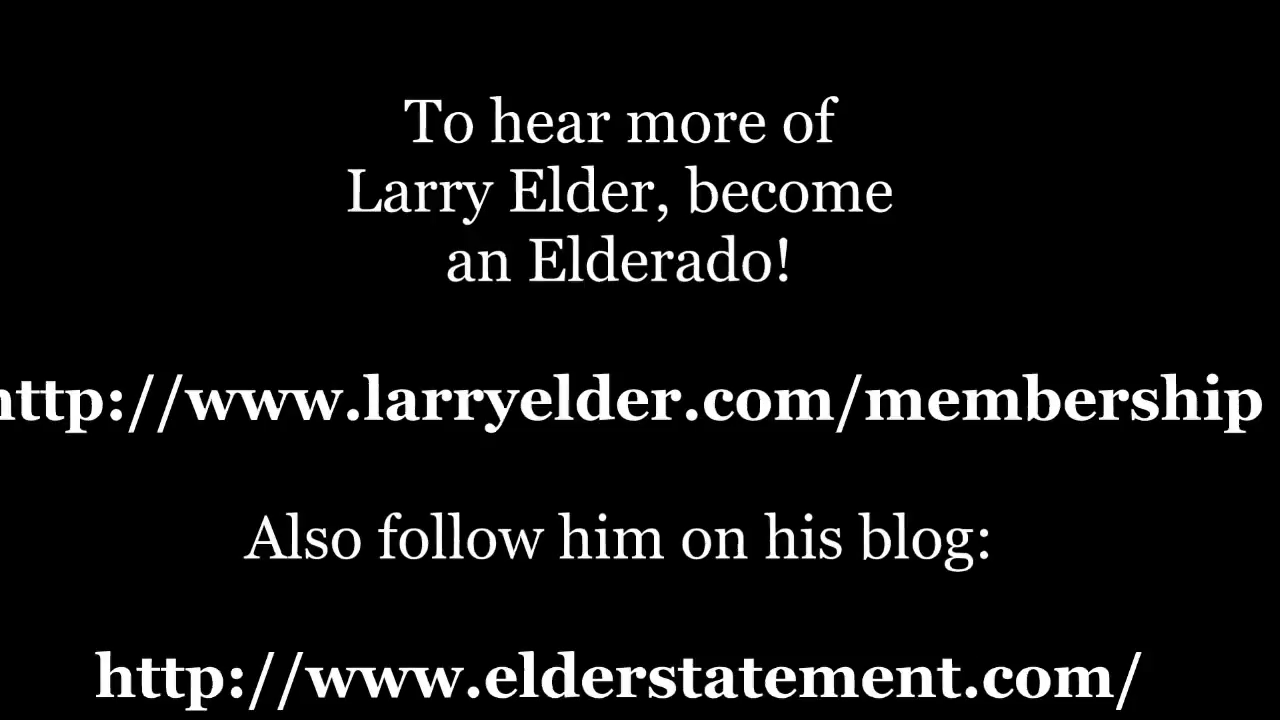 To hear more of
Larry Elder, become
an Elderado!
http://www.larryelder.com/membership
Also follow him on his blog:
http://www.elderstatement.com/